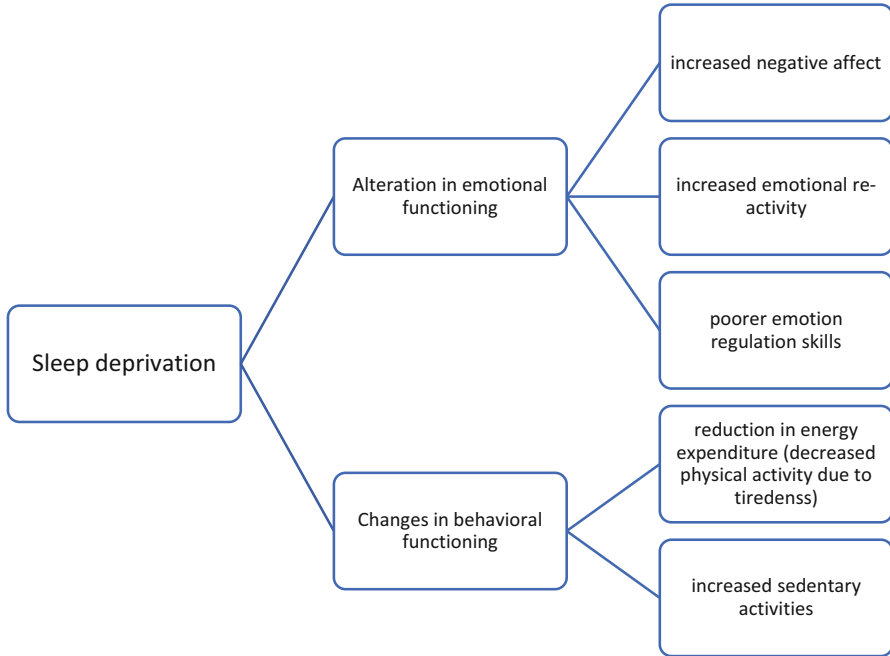 increased negative affect
Alteration in emotional
functioning
increased emotional re-
activity
poorer emotion
regulation skills
Sleep deprivation
reduction in energy
expenditure (decreased
physical activity due to
tiredenss)
Changes in behavioral
functioning
increased sedentary
activities